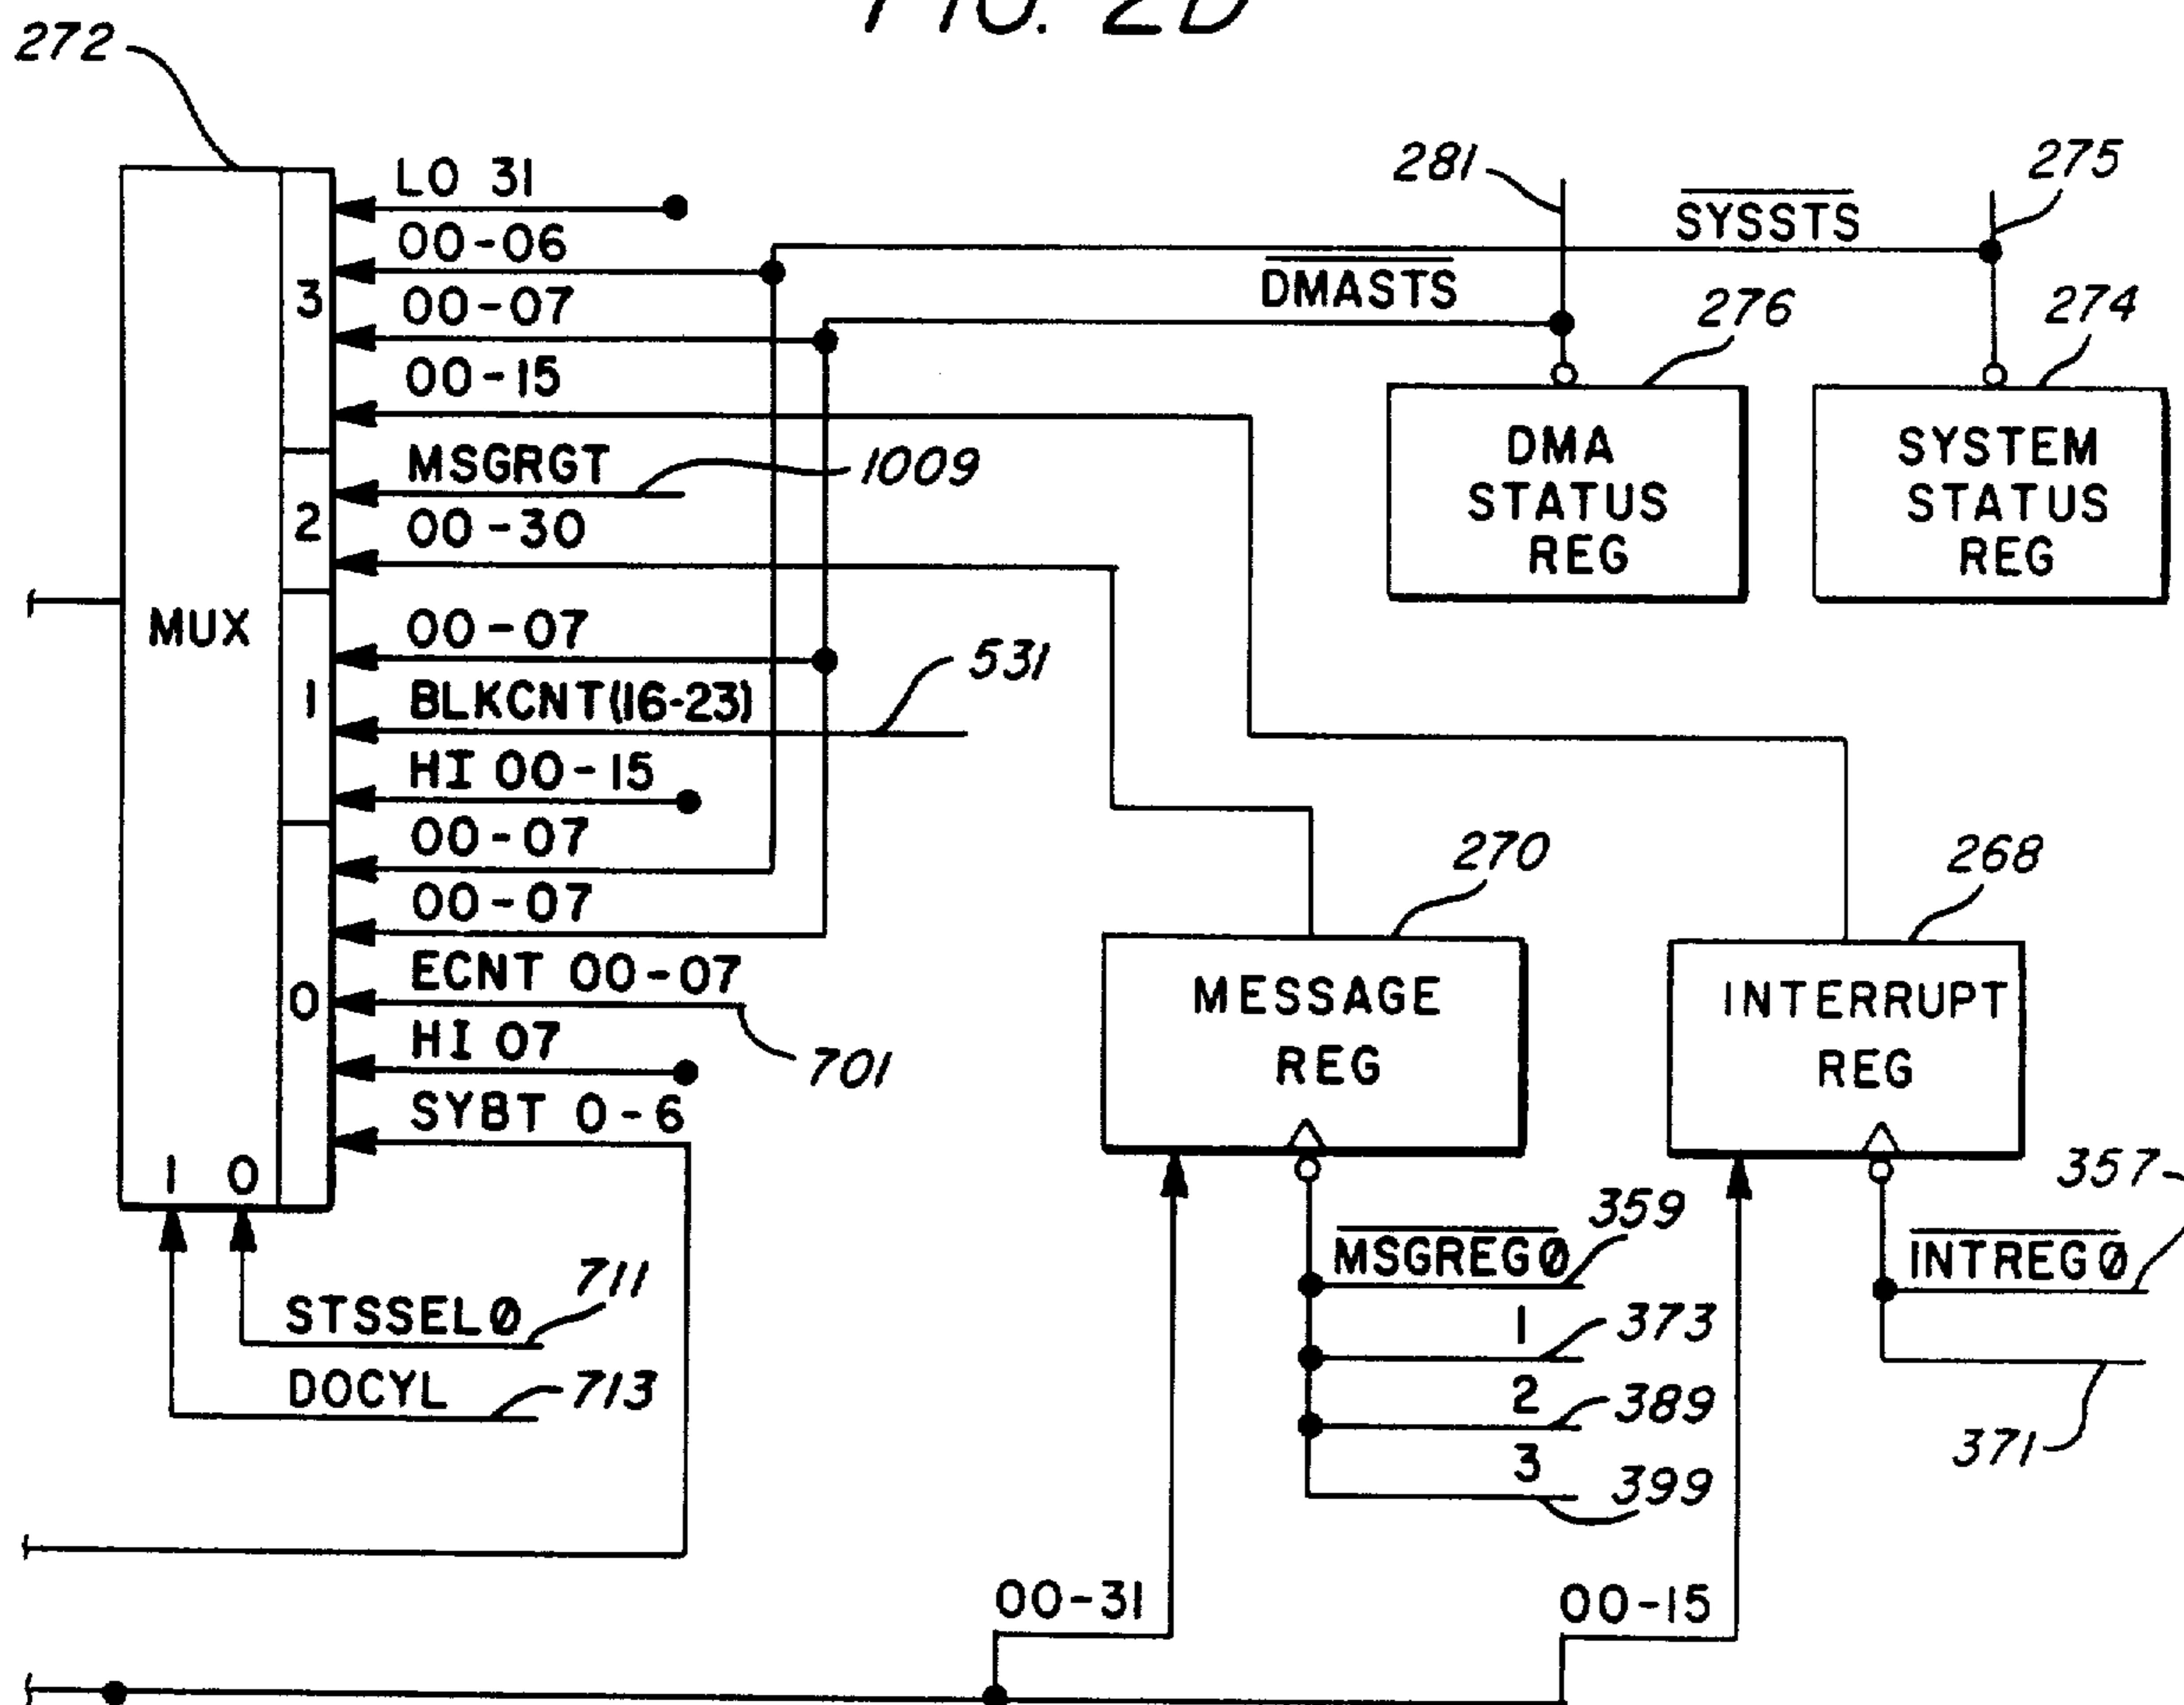 FIG. 2D
272
LO 31
00-06
00-07
00-15
MSGRGT
1009
00-30
00-07
BLKCNT(16-23)
531
HI 00-15
00-07
00-07
ECNT 00-07
701
HI 07
SYBT 0-6
3
2
1
0
MUX
1 0
STSSEL0
711
DOCYL
713
281
SYSSTS
275
DMASTS
276
274
DMA
STATUS
REG
SYSTEM
STATUS
REG
270
268
MESSAGE
REG
INTERRUPT
REG
MSGREG0
359
1
373
2
389
3
399
357
INTREG0
371
00-31
00-15